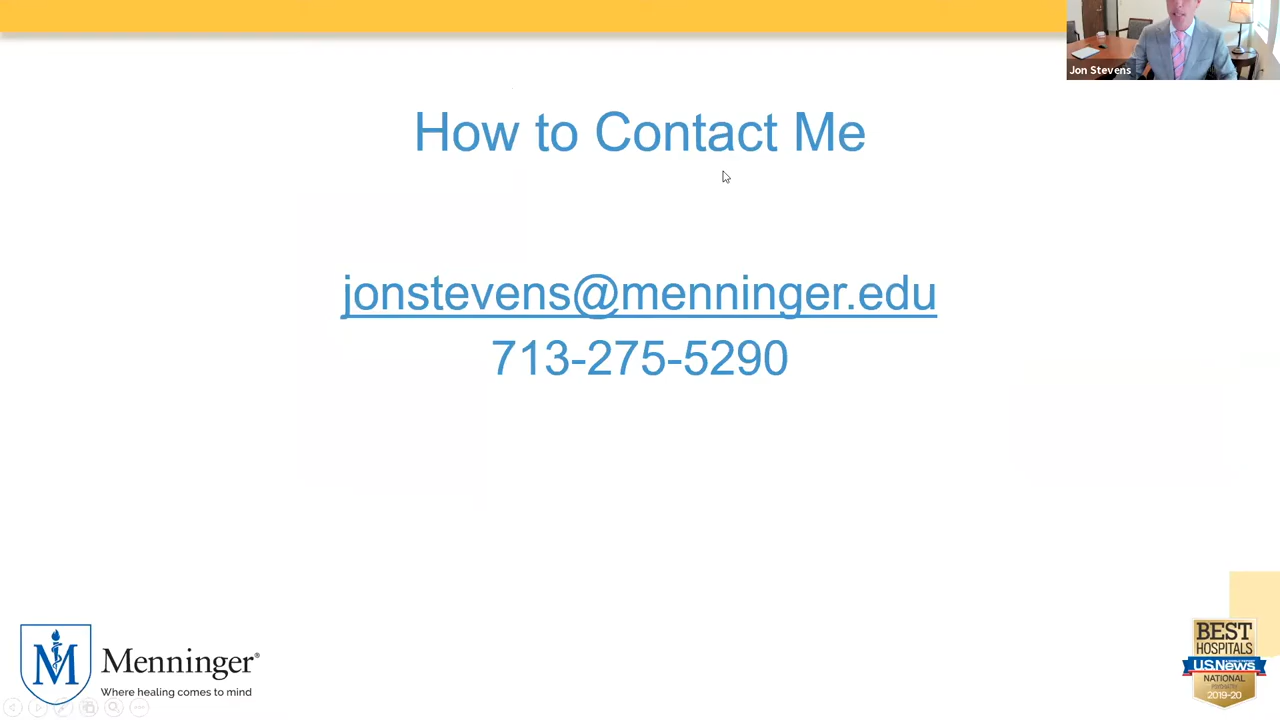 Jon Stevens
How to Contact Me
jonstevens@menninger.edu
713-275-5290
M
Menninger®
Where healing comes to mind
BEST
HOSPITALS
U.S.News
NATIONAL
PSYCHIATRY
2019-20